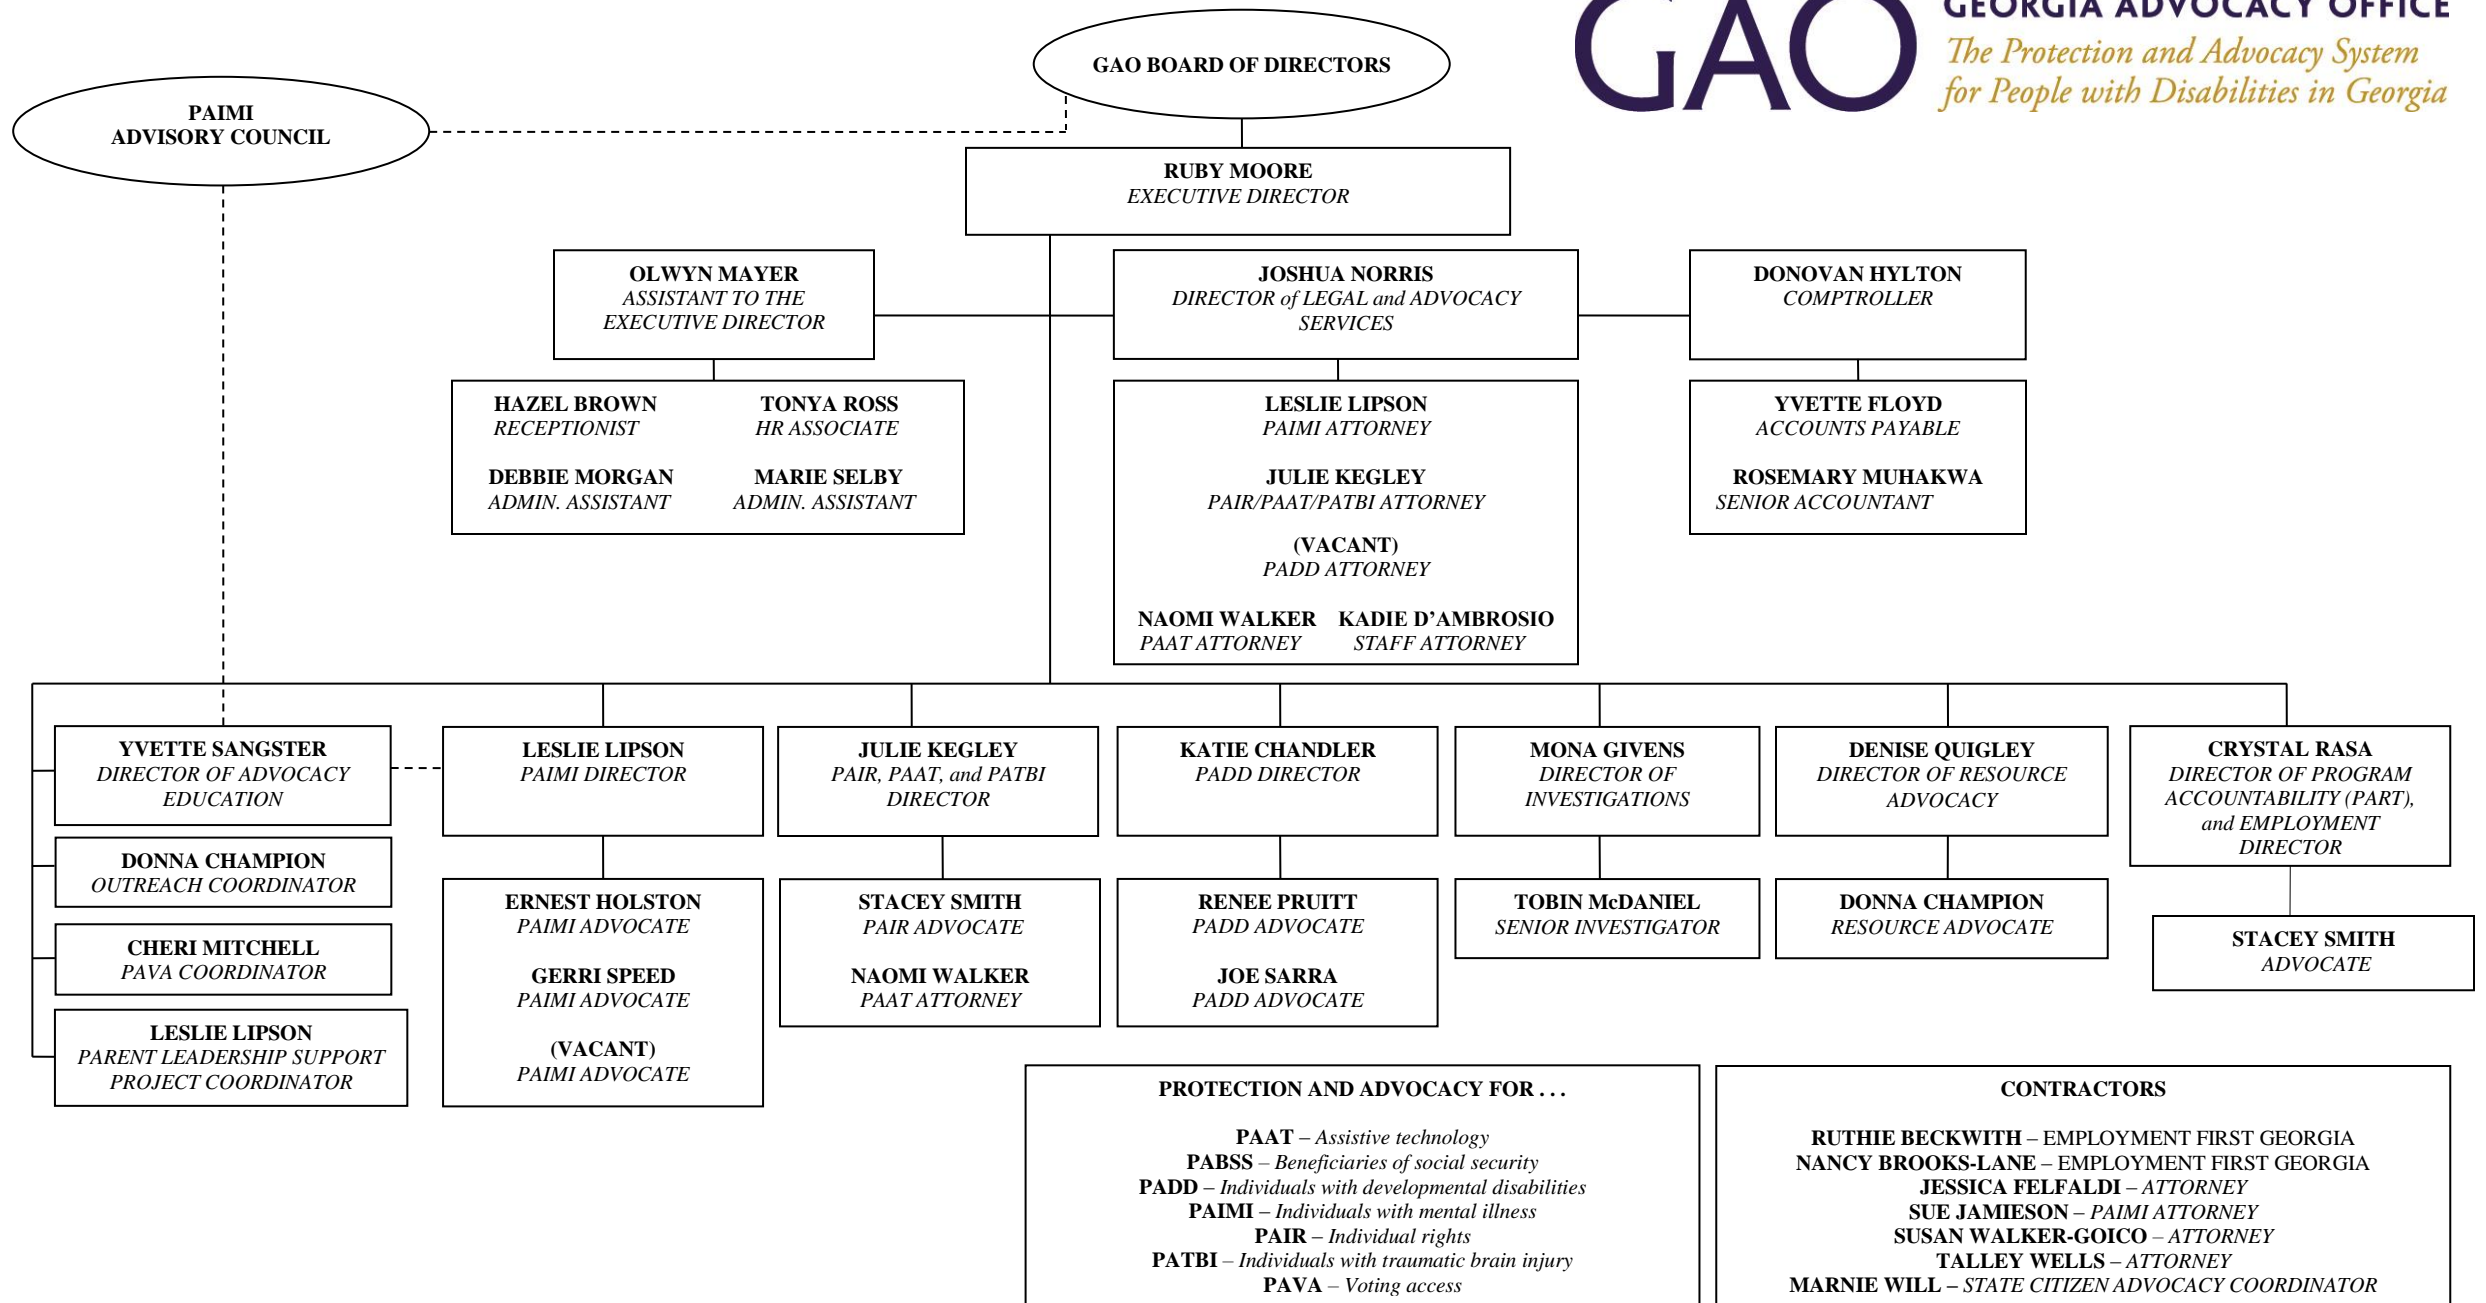 GAO
GEORGIA ADVOCACY OFFICE
The Protection and Advocacy System
for People with Disabilities in Georgia
GAO BOARD OF DIRECTORS
PAIMI
ADVISORY COUNCIL
RUBY MOORE
EXECUTIVE DIRECTOR
OLWYN MAYER
ASSISTANT TO THE
EXECUTIVE DIRECTOR
JOSHUA NORRIS
DIRECTOR of LEGAL and ADVOCACY
SERVICES
DONOVAN HYLTON
COMPTROLLER
HAZEL BROWN
RECEPTIONIST
TONYA ROSS
HR ASSOCIATE
DEBBIE MORGAN
ADMIN. ASSISTANT
MARIE SELBY
ADMIN. ASSISTANT
LESLIE LIPSON
PAIMI ATTORNEY
JULIE KEGLEY
PAIR/PAAT/PATBI ATTORNEY
(VACANT)
PADD ATTORNEY
NAOMI WALKER
PAAT ATTORNEY
KADIE D’AMBROSIO
STAFF ATTORNEY
YVETTE FLOYD
ACCOUNTS PAYABLE
ROSEMARY MUHAKWA
SENIOR ACCOUNTANT
YVETTE SANGSTER
DIRECTOR OF ADVOCACY
EDUCATION
DONNA CHAMPION
OUTREACH COORDINATOR
CHERI MITCHELL
PAVA COORDINATOR
LESLIE LIPSON
PARENT LEADERSHIP SUPPORT
PROJECT COORDINATOR
LESLIE LIPSON
PAIMI DIRECTOR
ERNEST HOLSTON
PAIMI ADVOCATE
GERRI SPEED
PAIMI ADVOCATE
(VACANT)
PAIMI ADVOCATE
JULIE KEGLEY
PAIR, PAAT, and PATBI
DIRECTOR
STACEY SMITH
PAIR ADVOCATE
NAOMI WALKER
PAAT ATTORNEY
KATIE CHANDLER
PADD DIRECTOR
RENEE PRUITT
PADD ADVOCATE
JOE SARRA
PADD ADVOCATE
MONA GIVENS
DIRECTOR OF
INVESTIGATIONS
TOBIN McDANIEL
SENIOR INVESTIGATOR
DENISE QUIGLEY
DIRECTOR OF RESOURCE
ADVOCACY
DONNA CHAMPION
RESOURCE ADVOCATE
CRYSTAL RASA
DIRECTOR OF PROGRAM
ACCOUNTABILITY (PART),
and EMPLOYMENT
DIRECTOR
STACEY SMITH
ADVOCATE
PROTECTION AND ADVOCACY FOR . . .
PAAT – Assistive technology
PABSS – Beneficiaries of social security
PADD – Individuals with developmental disabilities
PAIMI – Individuals with mental illness
PAIR – Individual rights
PATBI – Individuals with traumatic brain injury
PAVA – Voting access
CONTRACTORS
RUTHIE BECKWITH – EMPLOYMENT FIRST GEORGIA
NANCY BROOKS-LANE – EMPLOYMENT FIRST GEORGIA
JESSICA FELFALDI – ATTORNEY
SUE JAMIESON – PAIMI ATTORNEY
SUSAN WALKER-GOICO – ATTORNEY
TALLEY WELLS – ATTORNEY
MARNIE WILL – STATE CITIZEN ADVOCACY COORDINATOR